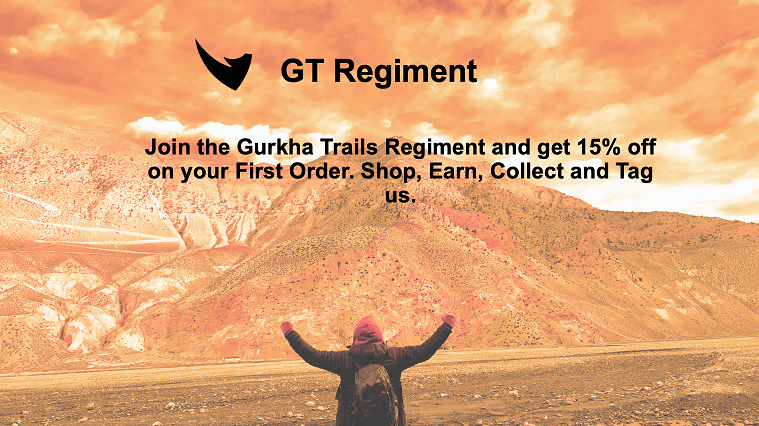 GT Regiment
Join the Gurkha Trails Regiment and get 15% off
on your First Order. Shop, Earn, Collect and Tag
us.